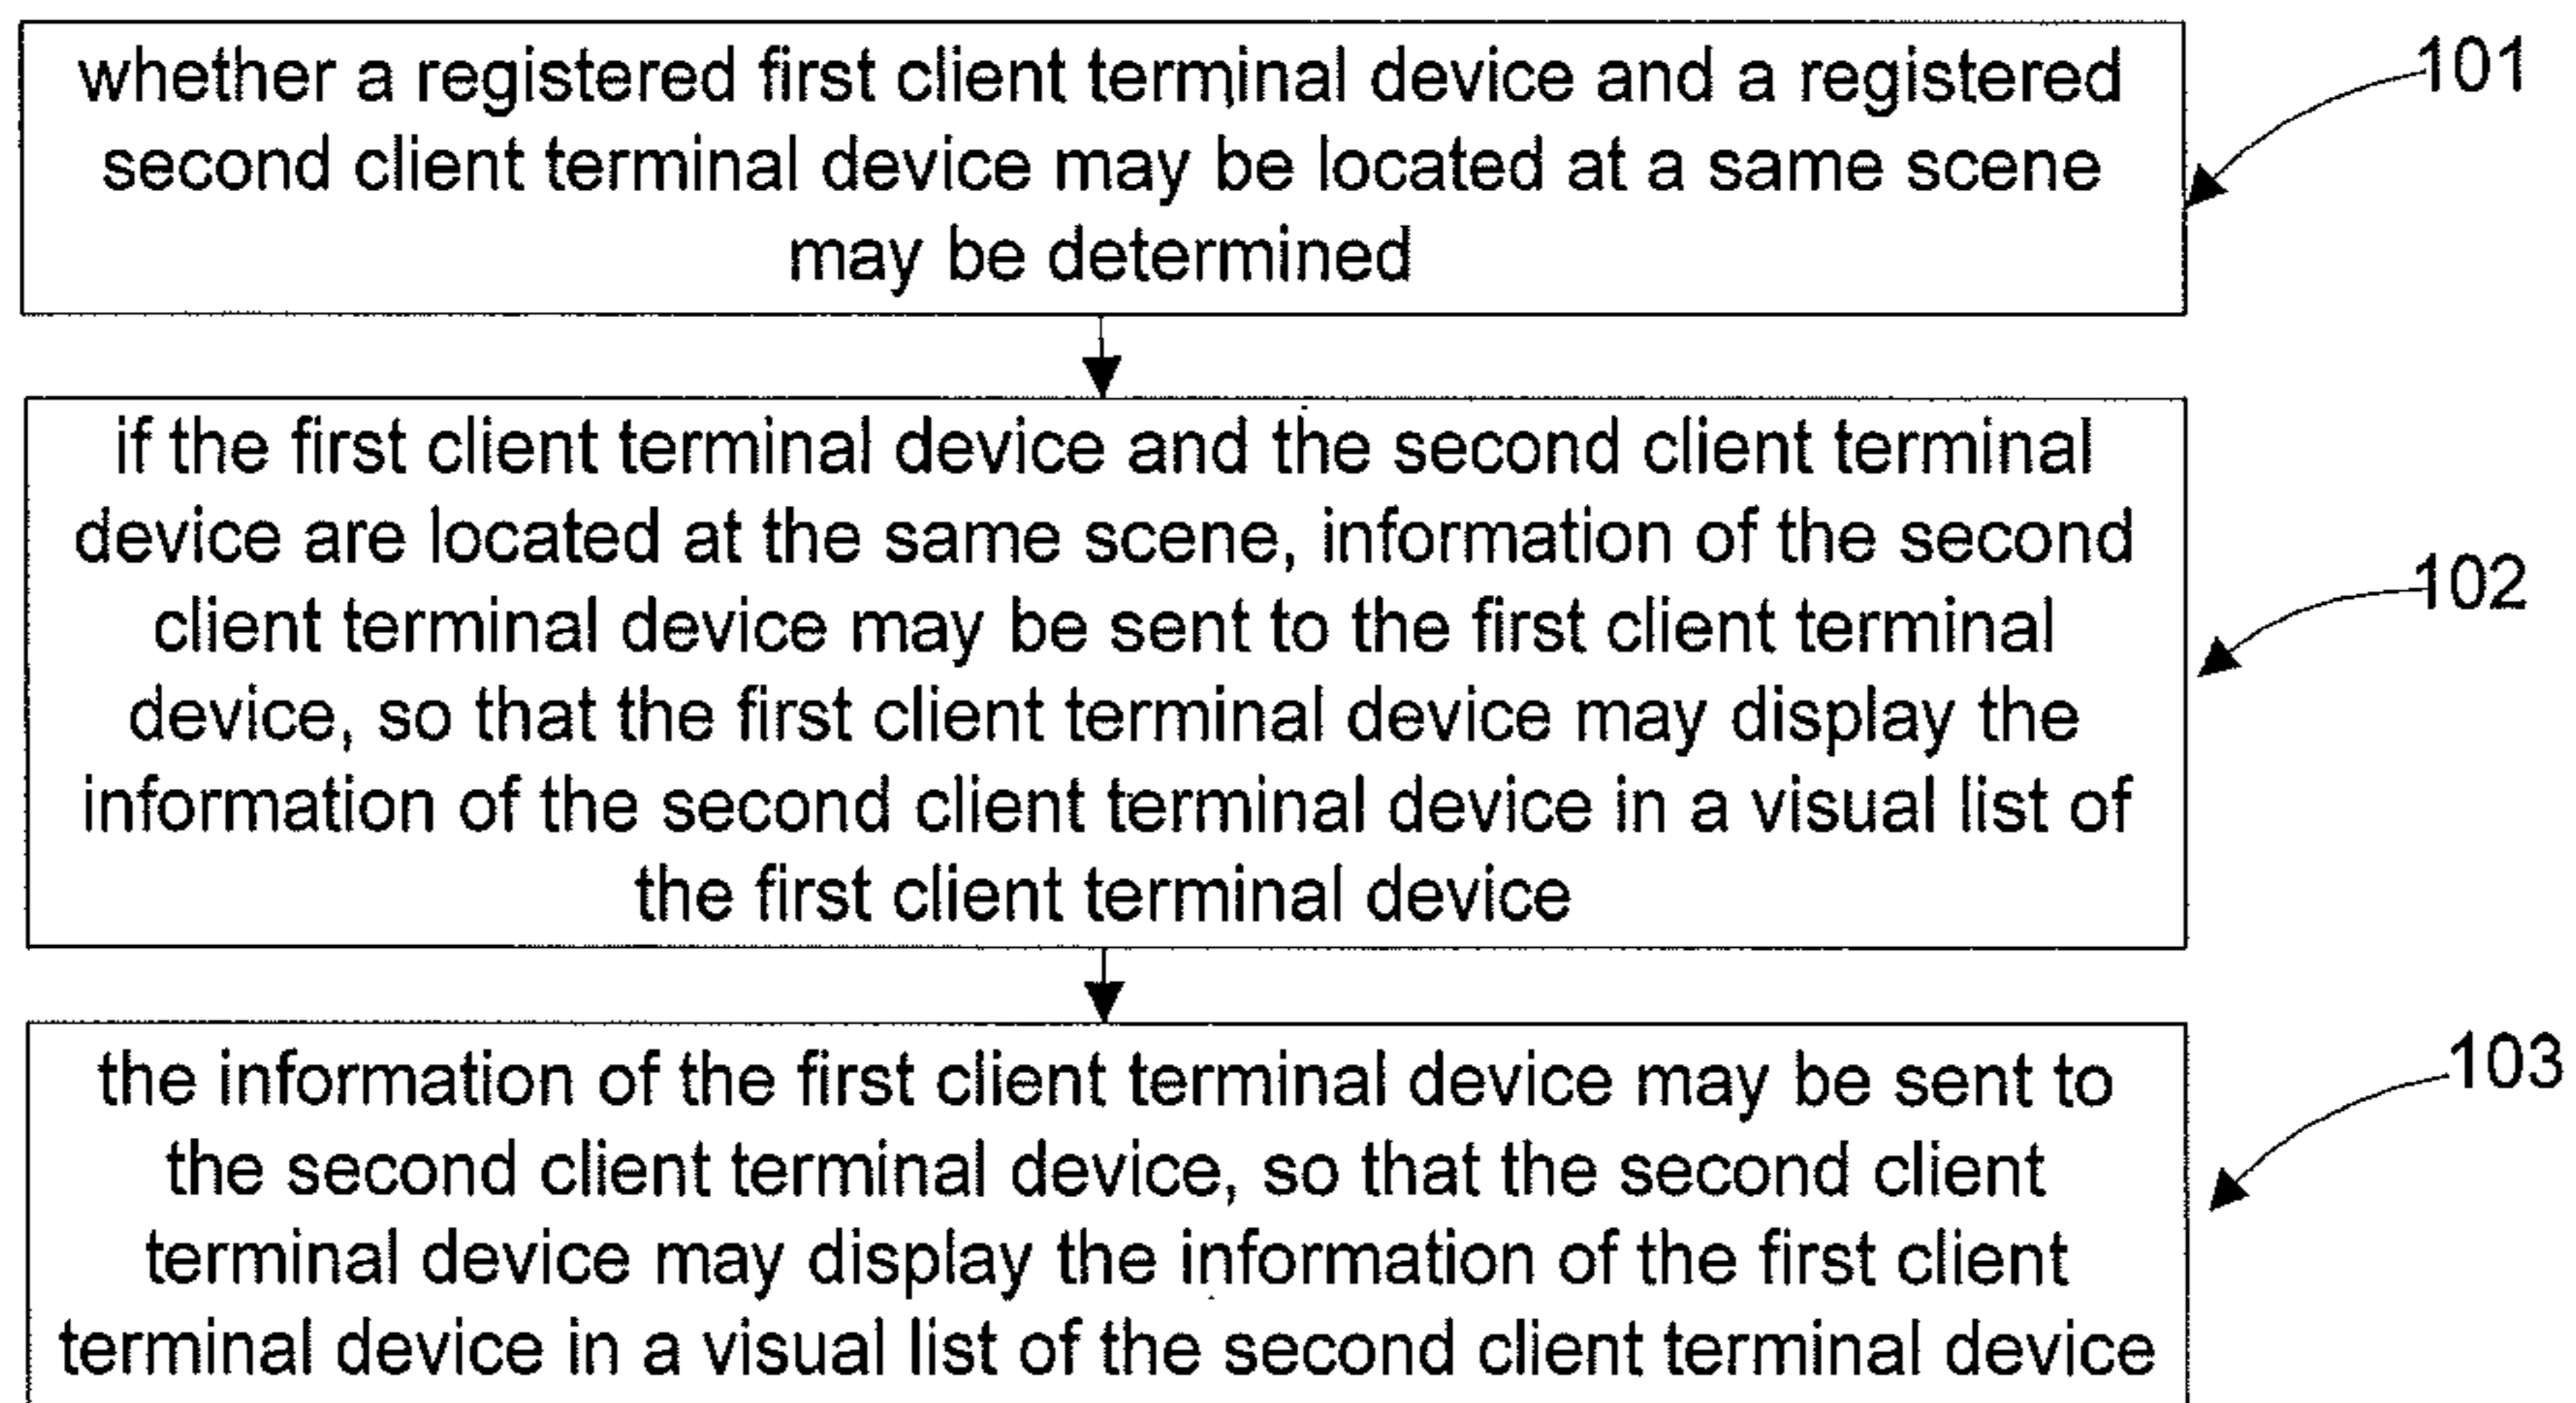 whether a registered first client terminal device and a registered
second client terminal device may be located at a same scene
may be determined
101
if the first client terminal device and the second client terminal
device are located at the same scene, information of the second
client terminal device may be sent to the first client terminal
device, so that the first client terminal device may display the
information of the second client terminal device in a visual list of
the first client terminal device
102
the information of the first client terminal device may be sent to
the second client terminal device, so that the second client
terminal device may display the information of the first client
terminal device in a visual list of the second client terminal device
103